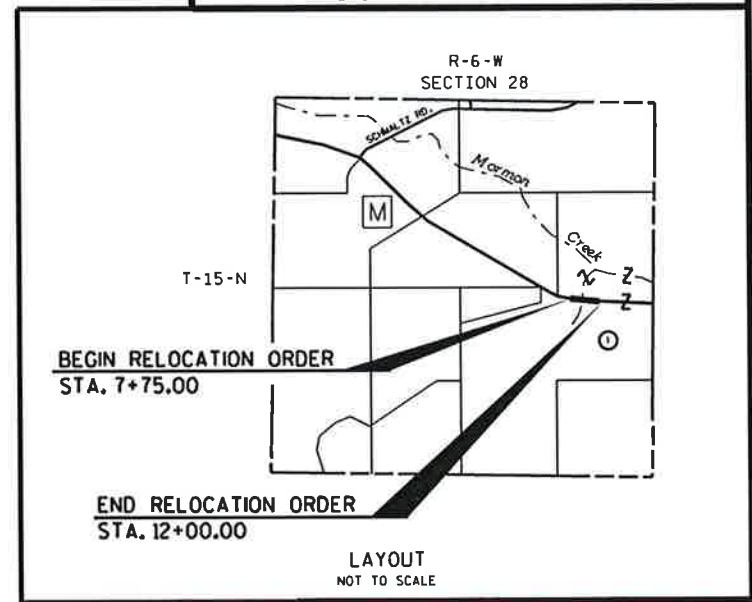 R-6-W
SECTION 28
SCHMALTZ RD.
Mormon
Creek
M
T-15-N
Z
Z
1
BEGIN RELOCATION ORDER
STA. 7+75.00
END RELOCATION ORDER
STA. 12+00.00
LAYOUT
NOT TO SCALE